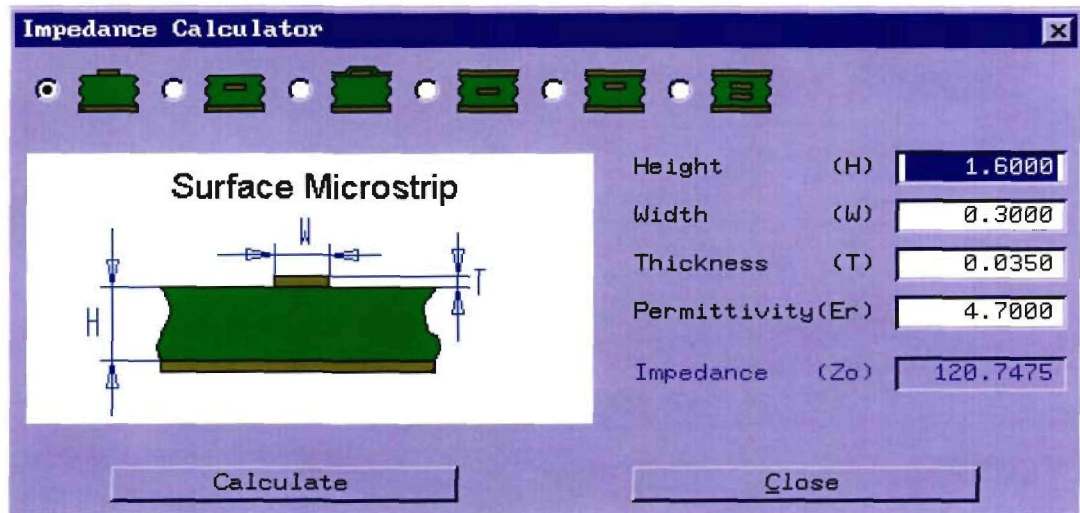 Impedance Calculator
Surface Microstrip
W
T
H
Height (H) 1.6000
Width (W) 0.3000
Thickness (T) 0.0350
Permittivity(Er) 4.7000
Impedance (Zo) 120.7475
Calculate
Close